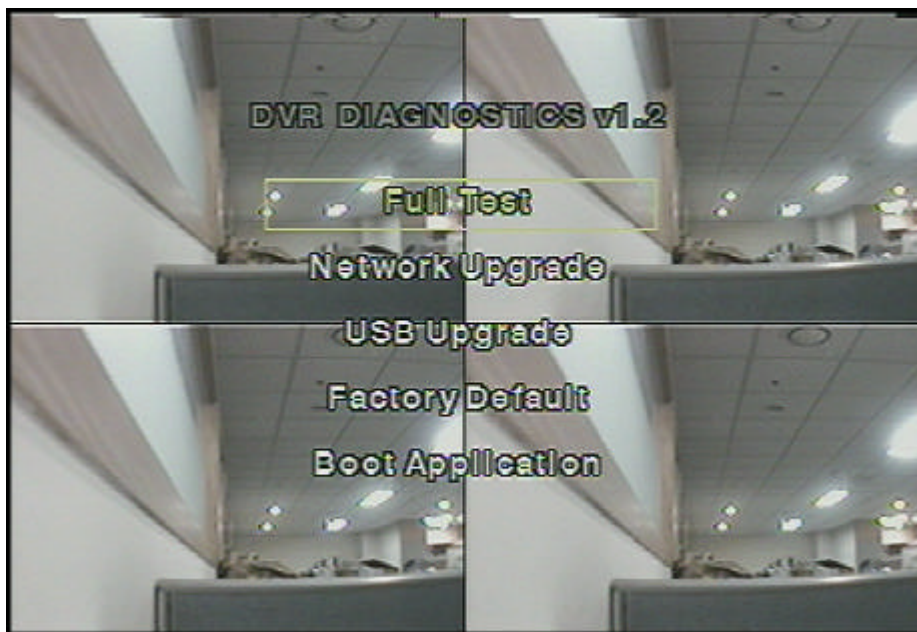 DVR DIAGNOSTICS v1.2
Full Test
Network Upgrade
USB Upgrade
Factory Default
Boot Application